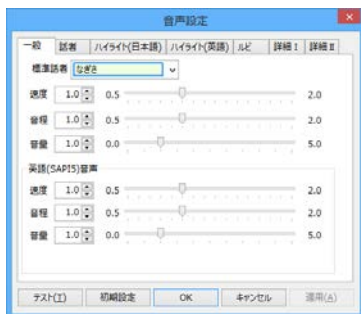 音声設定
一般 話者 ハイライト(日本語) ハイライト(英語) ルビ 詳細 I 詳細 II
標準話者 なぎさ
速度 1.0 0.5 2.0
音程 1.0 0.5 2.0
音量 1.0 0.0 5.0
英語(SAPI5)音声
速度 1.0 0.5 2.0
音程 1.0 0.5 2.0
音量 1.0 0.0 5.0
テスト(T) 初期設定 OK キャンセル 適用(A)